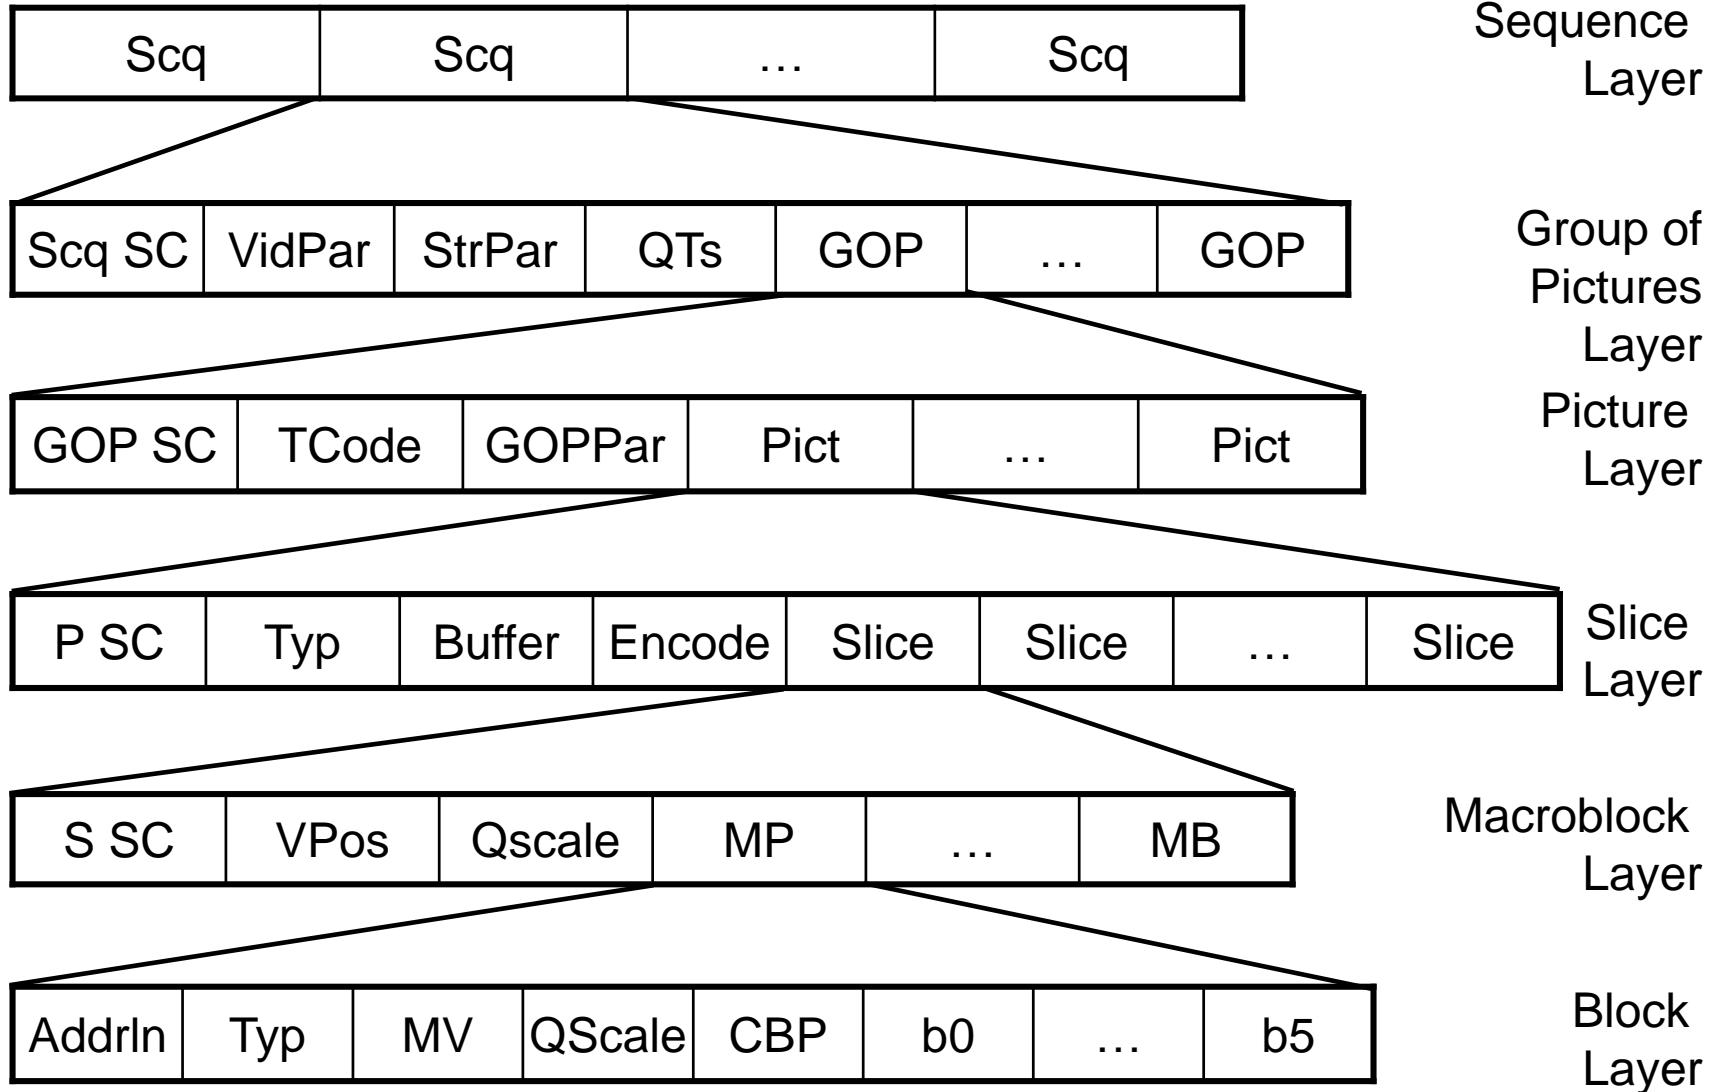 Scq Scq … Scq
Sequence
Layer
Scq SC VidPar StrPar QTs GOP … GOP
Group of
Pictures
Layer
GOP SC TCode GOPPar Pict … Pict
Picture
Layer
P SC Typ Buffer Encode Slice Slice … Slice
Slice
Layer
S SC VPos Qscale MP … MB
Macroblock
Layer
AddrIn Typ MV QScale CBP b0 … b5
Block
Layer